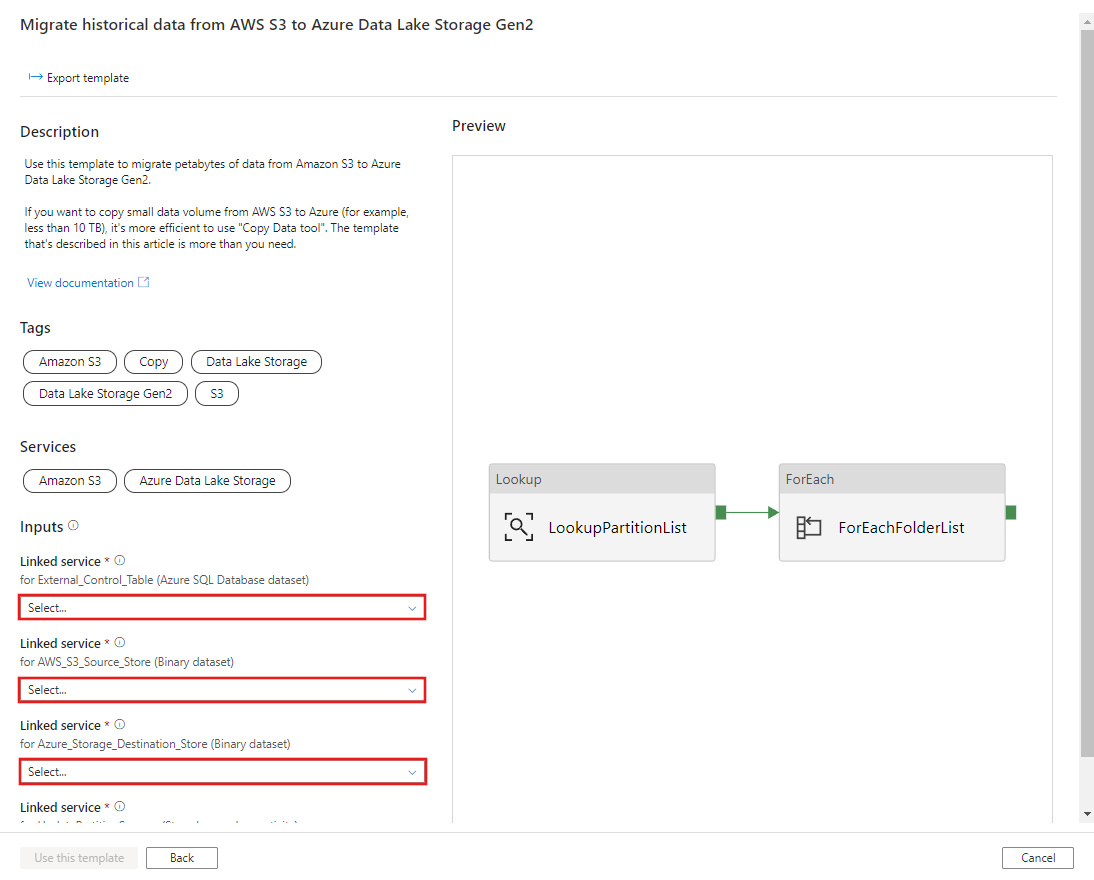 Migrate historical data from AWS S3 to Azure Data Lake Storage Gen2
Export template
Description
Use this template to migrate petabytes of data from Amazon S3 to Azure
Data Lake Storage Gen2.
If you want to copy small data volume from AWS S3 to Azure (for example,
less than 10 TB), it's more efficient to use "Copy Data tool". The template
that's described in this article is more than you need.
View documentation
Tags
Amazon S3 Copy Data Lake Storage
Data Lake Storage Gen2 S3
Services
Amazon S3 Azure Data Lake Storage
Inputs
Linked service *
for External_Control_Table (Azure SQL Database dataset)
Select...
Linked service *
for AWS_S3_Source_Store (Binary dataset)
Select...
Linked service *
for Azure_Storage_Destination_Store (Binary dataset)
Select...
Linked service *
Preview
Lookup
LookupPartitionList
ForEach
ForEachFolderList
Use this template
Back
Cancel